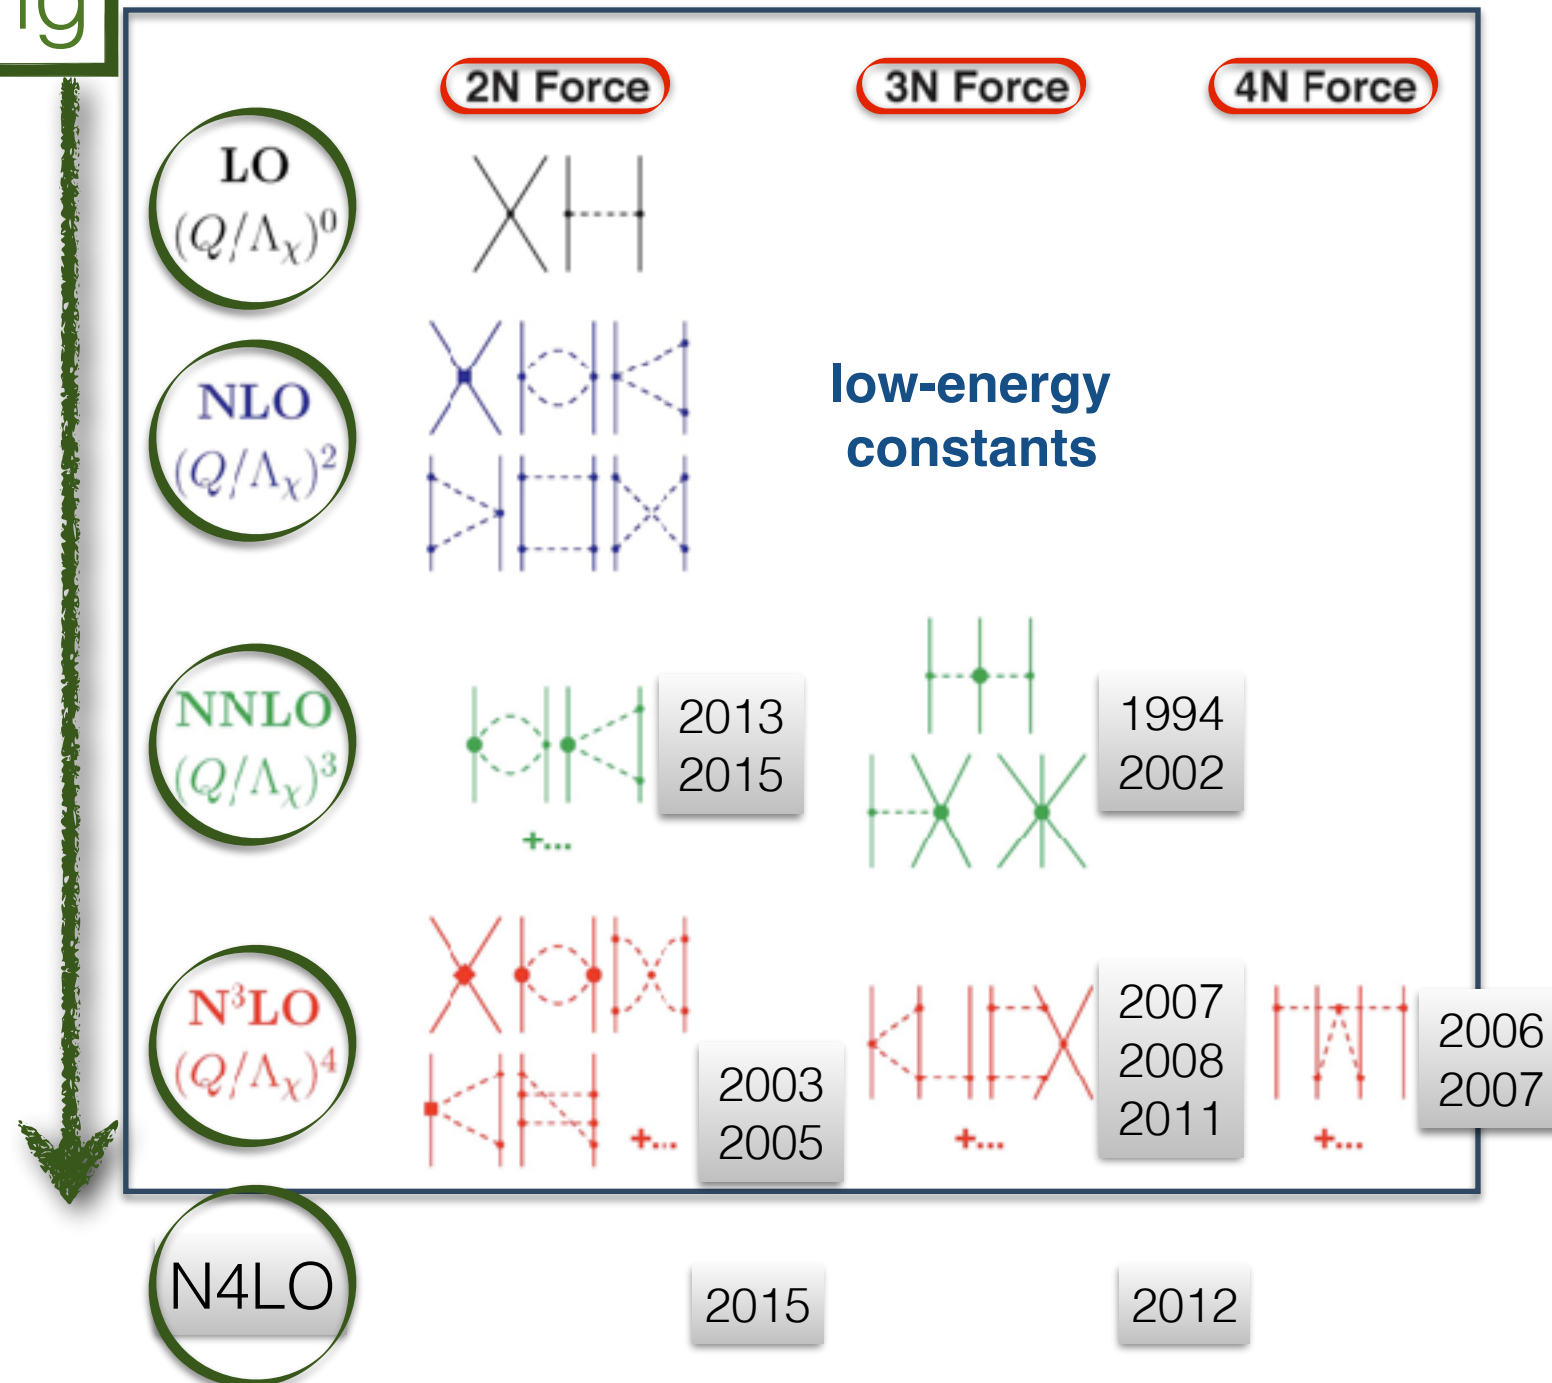 2N Force 3N Force 4N Force
LO
(Q/Λχ)⁰
NLO
(Q/Λχ)²
low-energy
constants
NNLO
(Q/Λχ)³
2013
2015
+...
1994
2002
N³LO
(Q/Λχ)⁴
2003
2005
+...
2007
2008
2011
+...
2006
2007
+...
N4LO
2015
2012